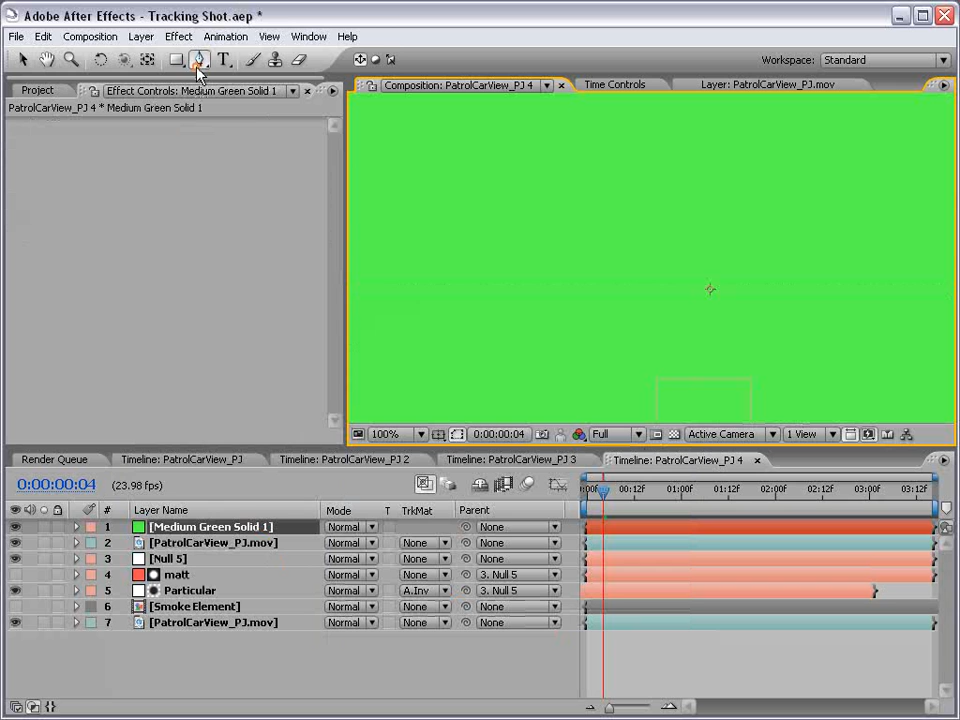 Adobe After Effects - Tracking Shot.aep *
File Edit Composition Layer Effect Animation View Window Help
T Workspace: Standard
Project Effect Controls: Medium Green Solid 1 Composition: PatrolCarView_PJ 4 Time Controls Layer: PatrolCarView_PJ.mov
PatrolCarView_PJ 4 * Medium Green Solid 1
100% 0:00:00:04 Full Active Camera 1 View
Render Queue Timeline: PatrolCarView_PJ Timeline: PatrolCarView_PJ 2 Timeline: PatrolCarView_PJ 3 Timeline: PatrolCarView_PJ 4
0:00:00:04 (23.98 fps) :00f 00:12f 01:00f 01:12f 02:00f 02:12f 03:00f 03:12f
# Layer Name Mode T TrkMat Parent
1 [Medium Green Solid 1] Normal None
2 [PatrolCarView_PJ.mov] Normal None None
3 [Null 5] Normal None None
4 matt Normal None 3. Null 5
5 Particular Normal A.Inv 3. Null 5
6 [Smoke Element] Normal None None
7 [PatrolCarView_PJ.mov] Normal None None